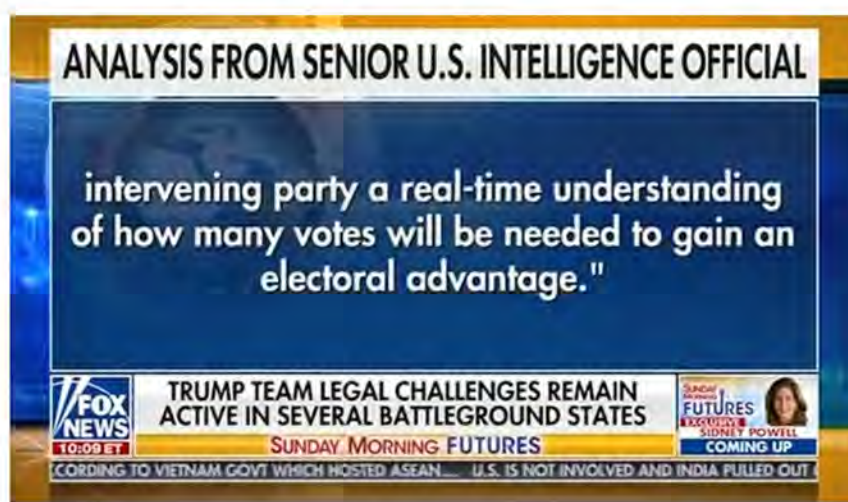 ANALYSIS FROM SENIOR U.S. INTELLIGENCE OFFICIAL
intervening party a real-time understanding
of how many votes will be needed to gain an
electoral advantage."
FOX
NEWS
10:09 ET
TRUMP TEAM LEGAL CHALLENGES REMAIN
ACTIVE IN SEVERAL BATTLEGROUND STATES
SUNDAY MORNING FUTURES
SUNDAY
MORNING
FUTURES
EXCLUSIVE
SIDNEY POWELL
COMING UP
CORDING TO VIETNAM GOVT WHICH HOSTED ASEAN.... U.S. IS NOT INVOLVED AND INDIA PULLED OUT